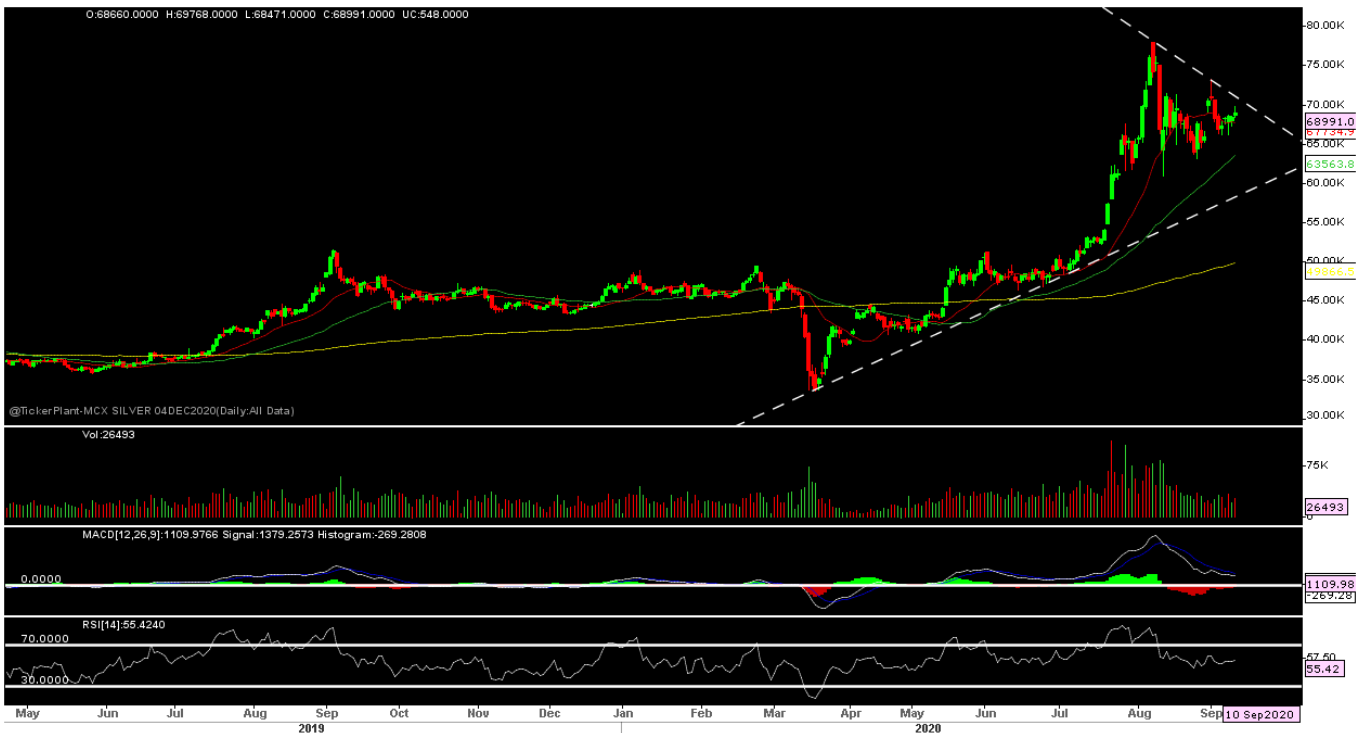 O:68660.0000 H:69768.0000 L:68471.0000 C:68991.0000 UC:548.0000
80.00K
75.00K
70.00K
68991.0
67734.9
65.00K
63563.8
60.00K
55.00K
50.00K
49866.5
45.00K
40.00K
35.00K
30.00K
@TickerPlant-MCX SILVER 04DEC2020(Daily:All Data)
Vol:26493
75K
26493
0
MACD[12,26,9]:1109.9766 Signal:1379.2573 Histogram:-269.2808
0.0000
1109.98
-269.28
RSI[14]:55.4240
70.0000
57.50
55.42
30.0000
May Jun Jul Aug Sep Oct Nov Dec Jan Feb Mar Apr May Jun Jul Aug Sep 10 Sep2020
2019 2020